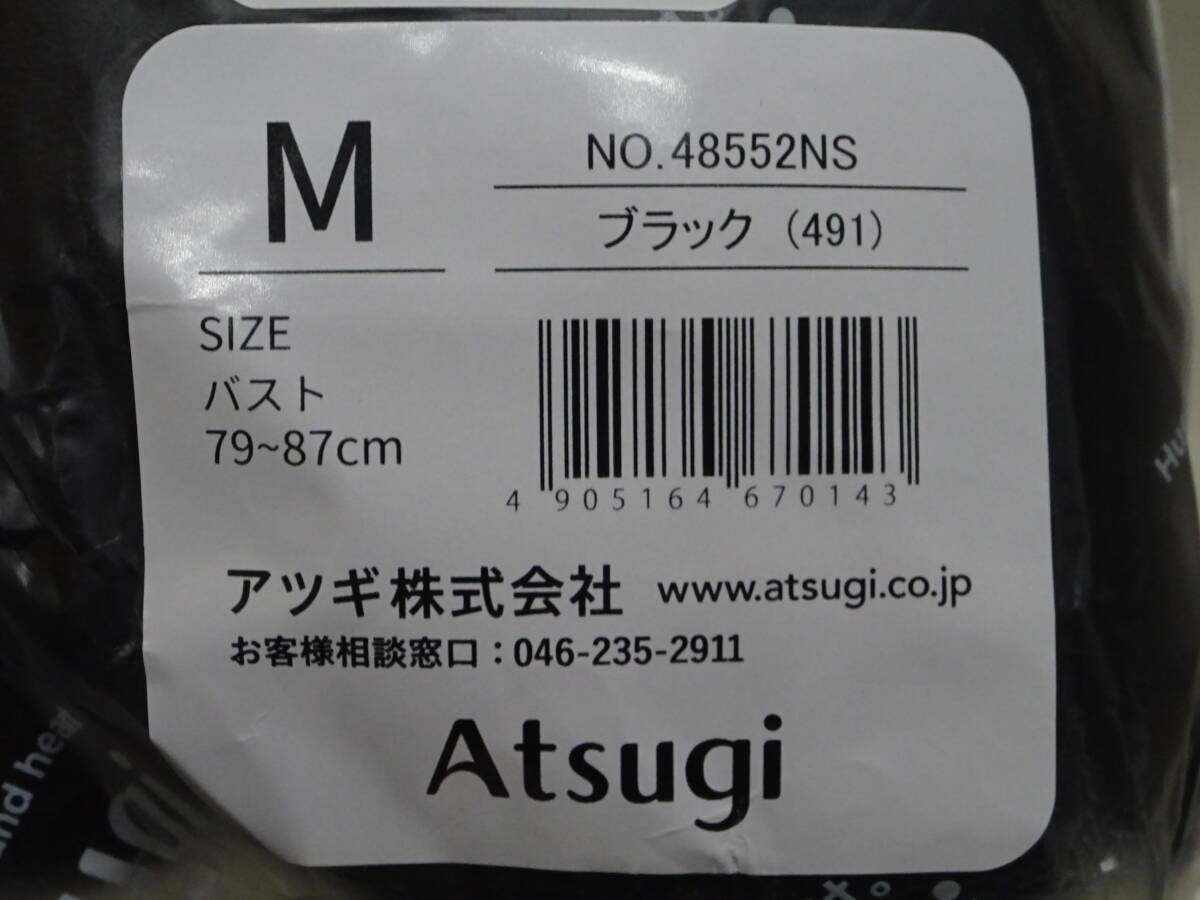 M
NO.48552NS
ブラック（491）
SIZE
バスト
79~87cm
4 905164 670143
アツギ株式会社 www.atsugi.co.jp
お客様相談窓口：046-235-2911
Atsugi